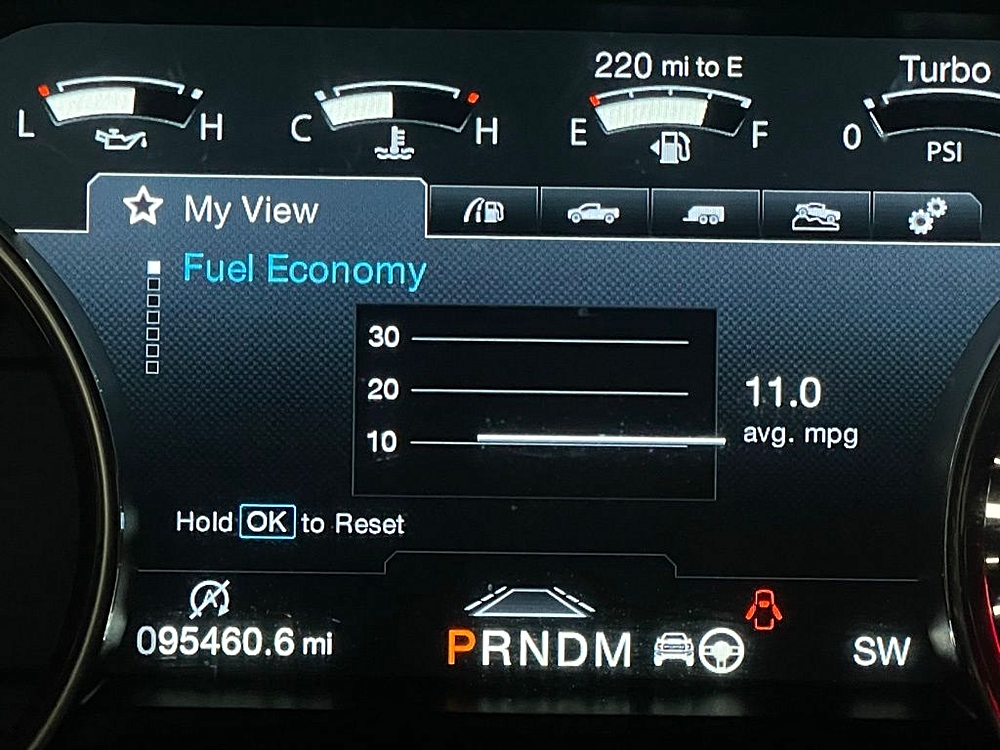 220 mi to E
Turbo
L H
C H
E F
0
PSI
My View
Fuel Economy
30
20
10
11.0
avg. mpg
Hold OK to Reset
095460.6 mi
PRNDM
SW